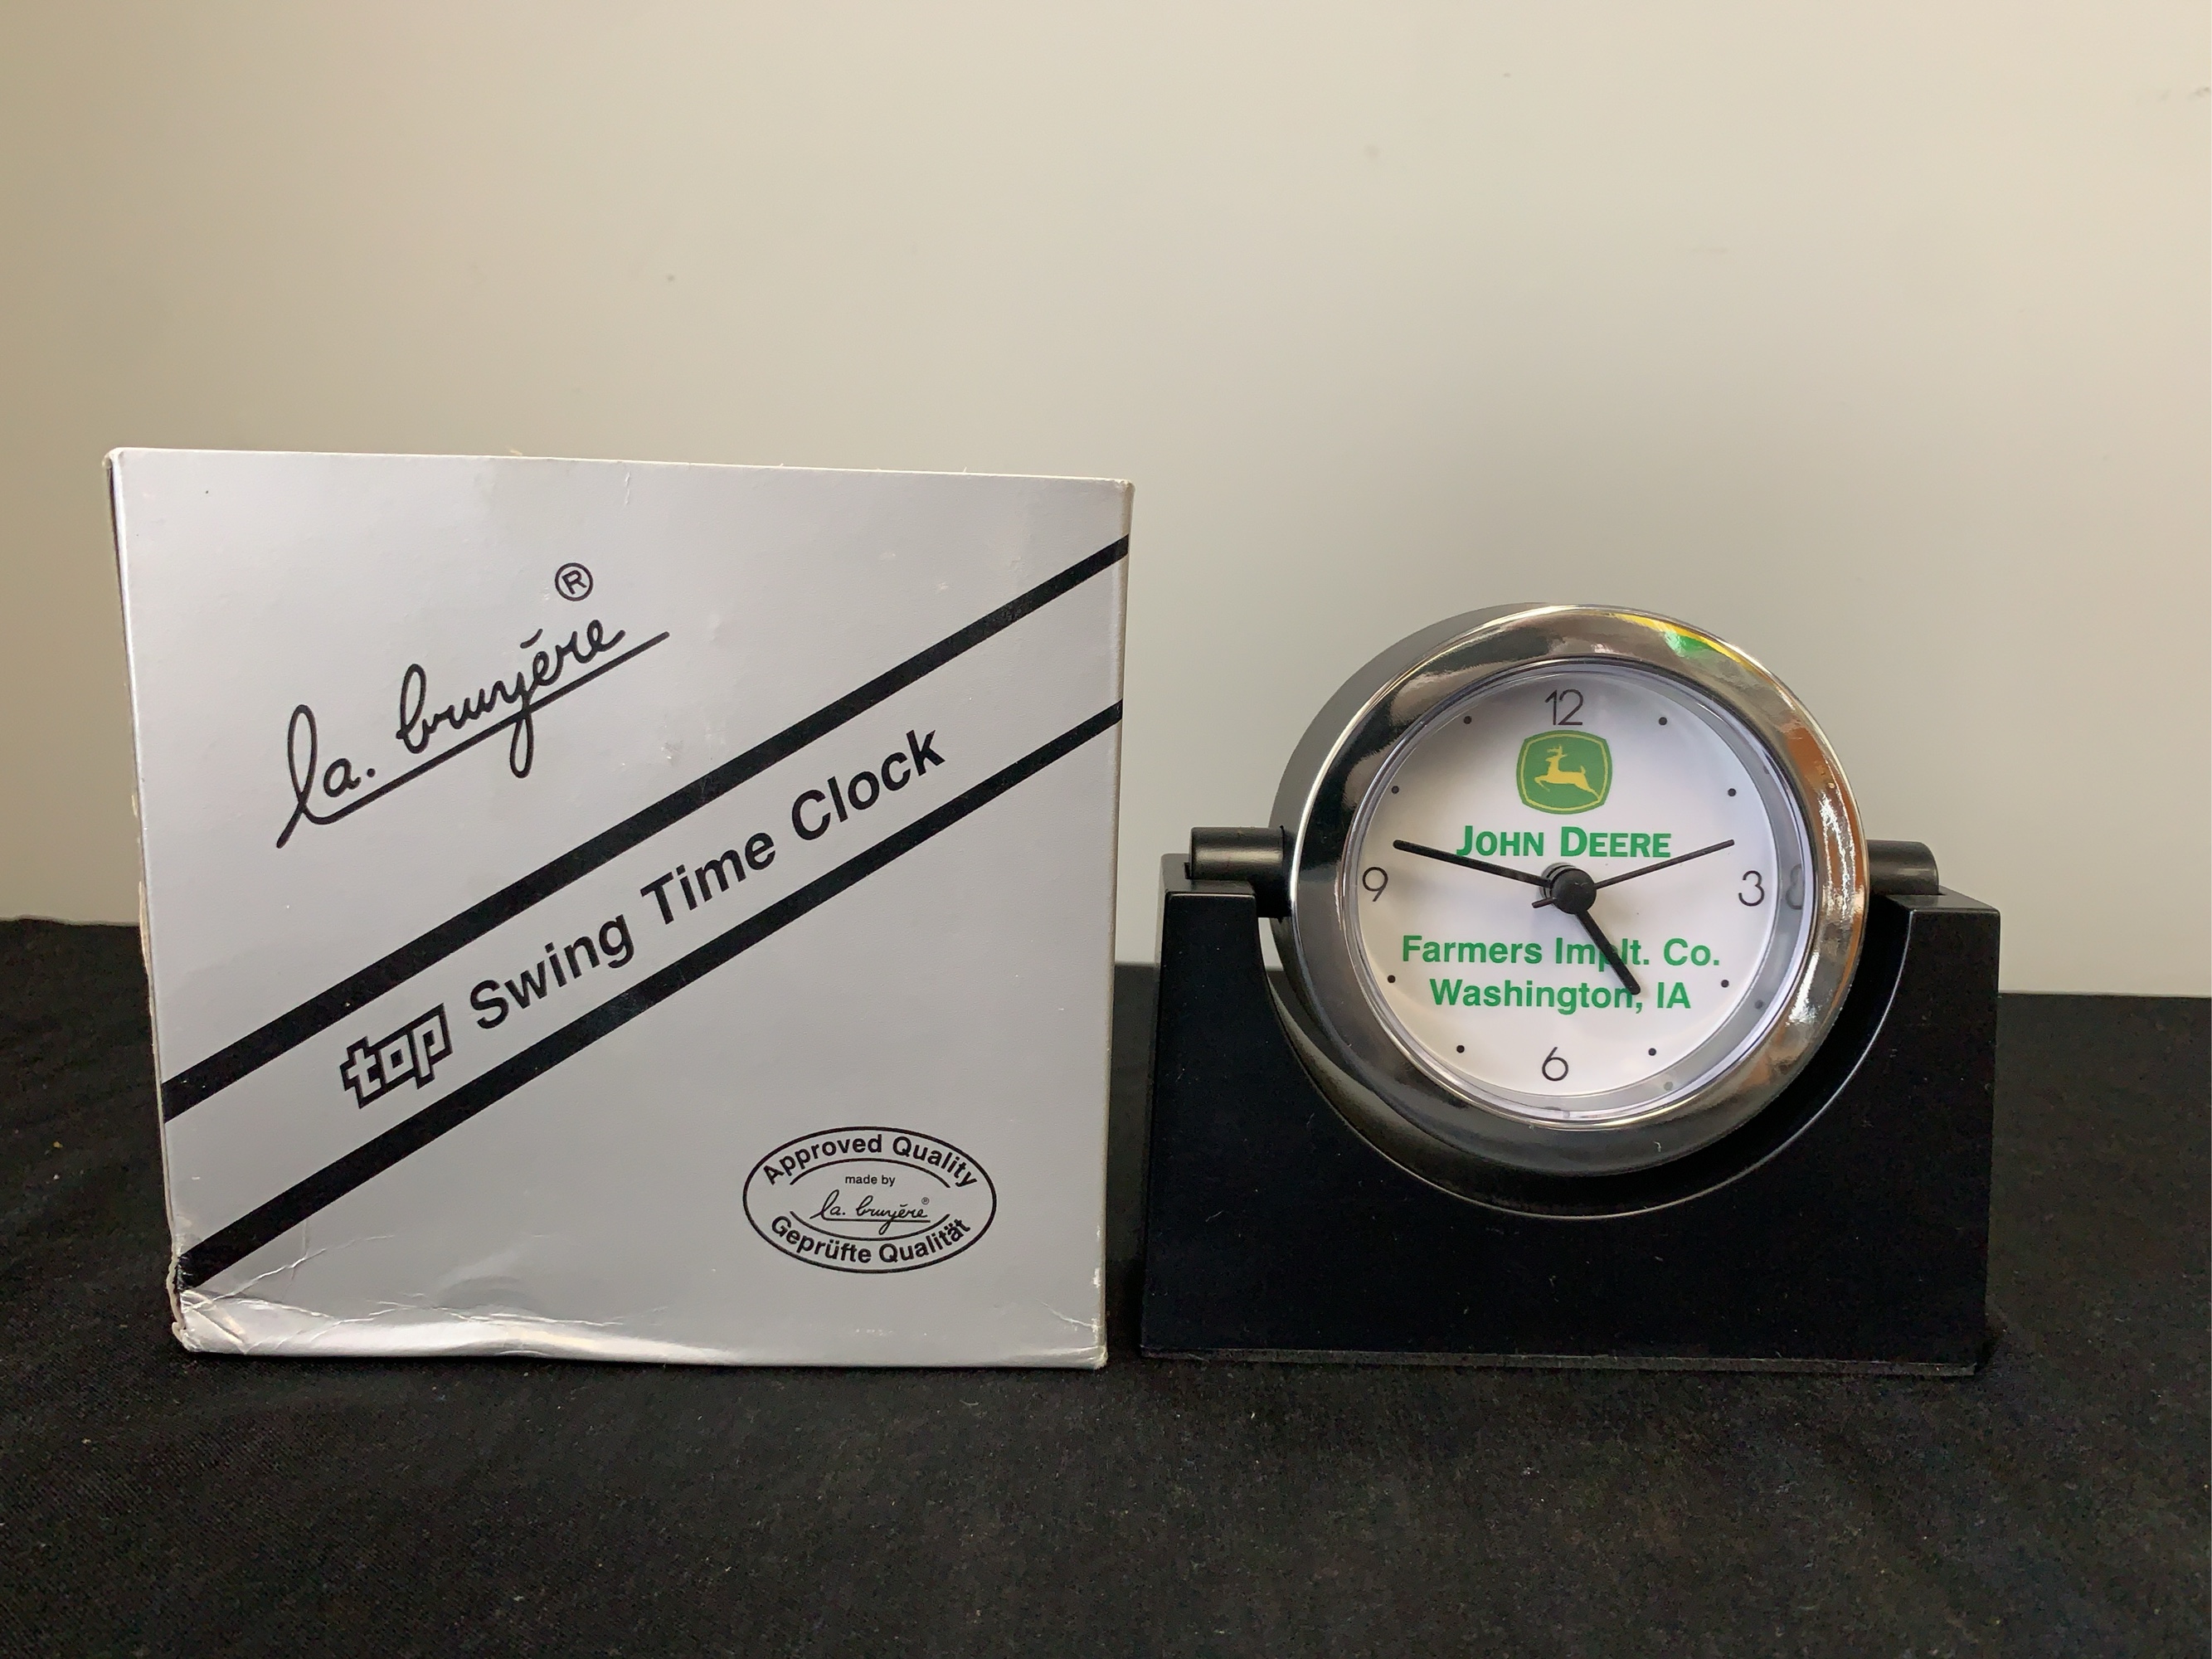 la. bruyère ®
top Swing Time Clock
Approved Quality
made by
la. bruyère ®
Geprüfte Qualität
12
JOHN DEERE
9
3
Farmers Implt. Co.
Washington, IA
6